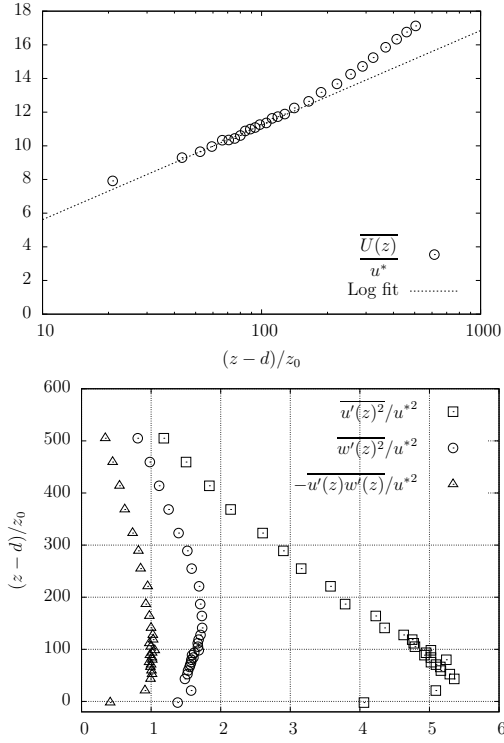 18
16
14
12
10
8
6
4
2
0
10 100 1000
(z − d)/z₀
U(z)
u*
Log fit
600
500
400
300
200
100
0
0 1 2 3 4 5 6
(z − d)/z₀
u′(z)²/u*²
w′(z)²/u*²
−u′(z)w′(z)/u*²